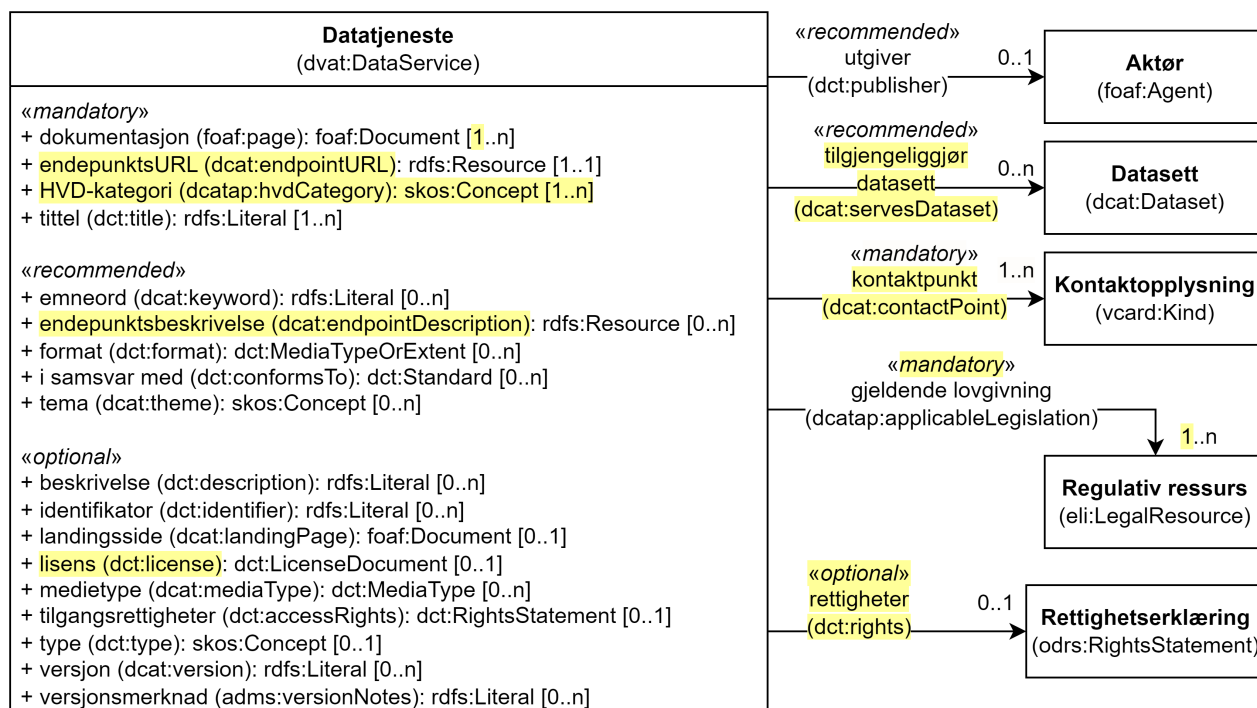 Datatjeneste
(dvat:DataService)
«mandatory»
+ dokumentasjon (foaf:page): foaf:Document [1..n]
+ endepunktsURL (dcat:endpointURL): rdfs:Resource [1..1]
+ HVD-kategori (dcatap:hvdCategory): skos:Concept [1..n]
+ tittel (dct:title): rdfs:Literal [1..n]
«recommended»
+ emneord (dcat:keyword): rdfs:Literal [0..n]
+ endepunktsbeskrivelse (dcat:endpointDescription): rdfs:Resource [0..n]
+ format (dct:format): dct:MediaTypeOrExtent [0..n]
+ i samsvar med (dct:conformsTo): dct:Standard [0..n]
+ tema (dcat:theme): skos:Concept [0..n]
«optional»
+ beskrivelse (dct:description): rdfs:Literal [0..n]
+ identifikator (dct:identifier): rdfs:Literal [0..n]
+ landingsside (dcat:landingPage): foaf:Document [0..1]
+ lisens (dct:license): dct:LicenseDocument [0..1]
+ medietype (dcat:mediaType): dct:MediaType [0..n]
+ tilgangsrettigheter (dct:accessRights): dct:RightsStatement [0..1]
+ type (dct:type): skos:Concept [0..1]
+ versjon (dcat:version): rdfs:Literal [0..n]
+ versjonsmerknad (adms:versionNotes): rdfs:Literal [0..n]
«recommended»
utgiver
(dct:publisher)
0..1
Aktør
(foaf:Agent)
«recommended»
tilgjengeliggjør
datasett
(dcat:servesDataset)
0..n
Datasett
(dcat:Dataset)
«mandatory»
kontaktpunkt
(dcat:contactPoint)
1..n
Kontaktopplysning
(vcard:Kind)
«mandatory»
gjeldende lovgivning
(dcatap:applicableLegislation)
1..n
Regulativ ressurs
(eli:LegalResource)
«optional»
rettigheter
(dct:rights)
0..1
Rettighetserklæring
(odrs:RightsStatement)